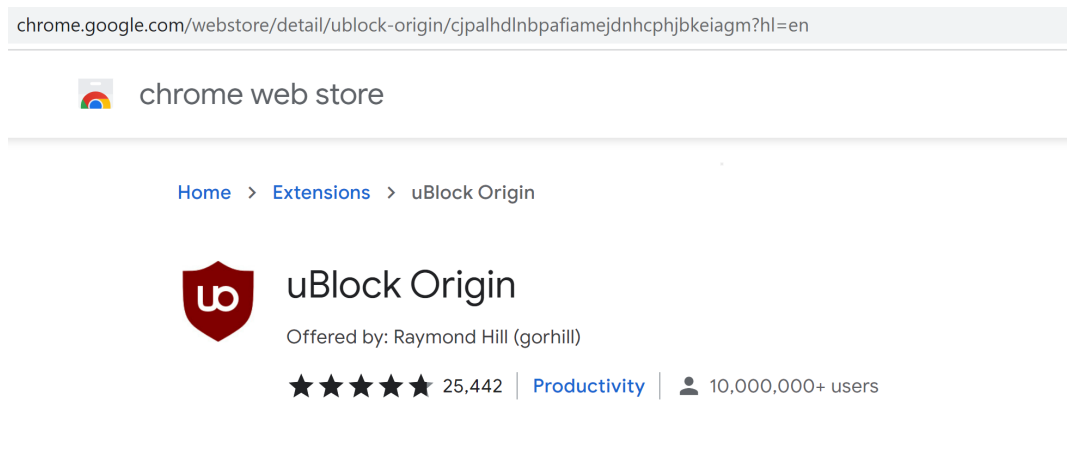 chrome.google.com/webstore/detail/ublock-origin/cjpalhdlnbpafiamejdnhcphjbkeiagm?hl=en
chrome web store
Home > Extensions > uBlock Origin
uO
uBlock Origin
Offered by: Raymond Hill (gorhill)
25,442 | Productivity | 10,000,000+ users